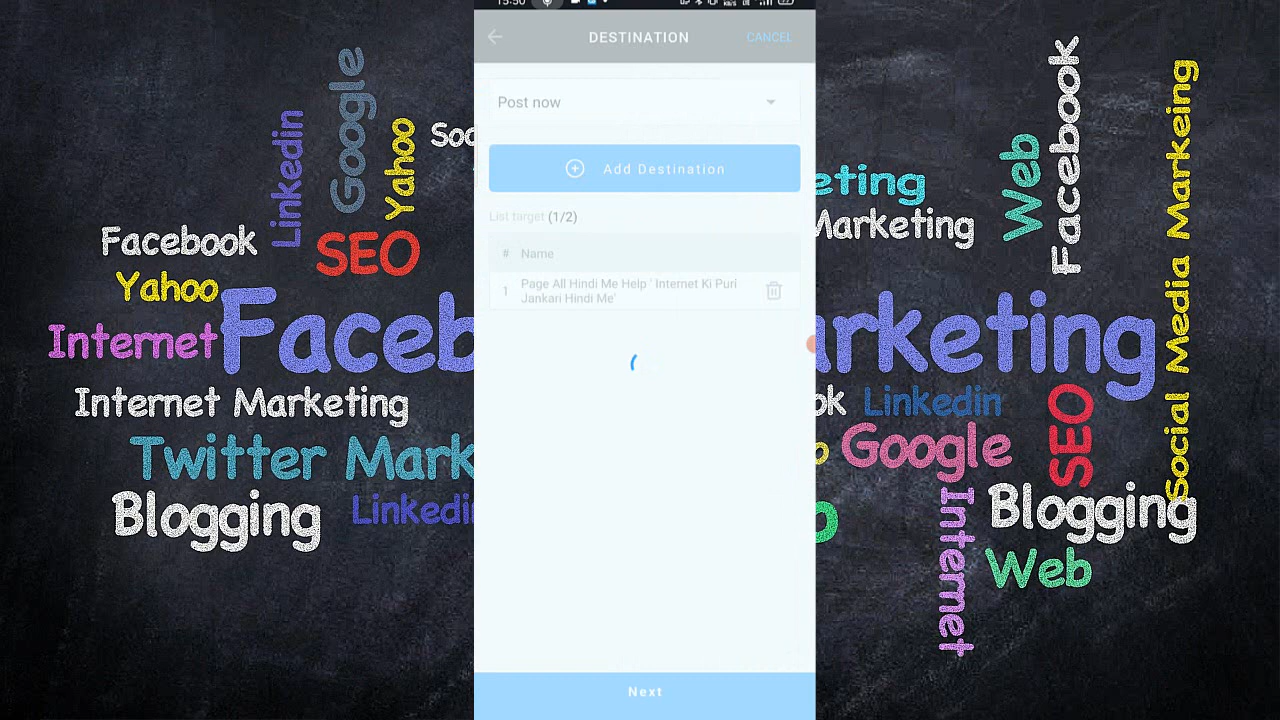 15:50
DESTINATION
CANCEL
Post now
Add Destination
List target (1/2)
# Name
1 Page All Hindi Me Help ' Internet Ki Puri
Jankari Hindi Me'
Next
Google
Linkedin
Yahoo
Soc
Facebook
SEO
Yahoo
Faceb
Internet
Internet Marketing
Twitter Mark
Blogging
Linkedin
Facebook
Social Media Markeing
Web
eting
Marketing
arketing
ok
Linkedin
SEO
Google
Internet
Blogging
Web